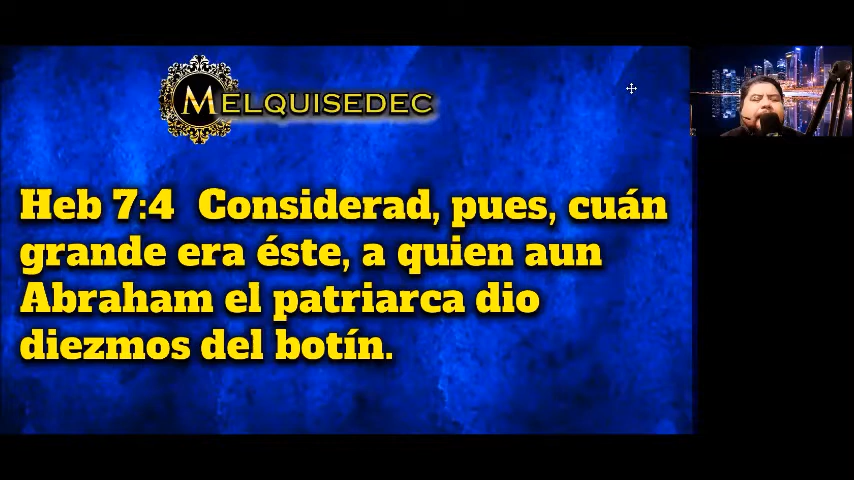 MELQUISEDEC
Heb 7:4 Considerad, pues, cuán
grande era éste, a quien aun
Abraham el patriarca dio
diezmos del botín.